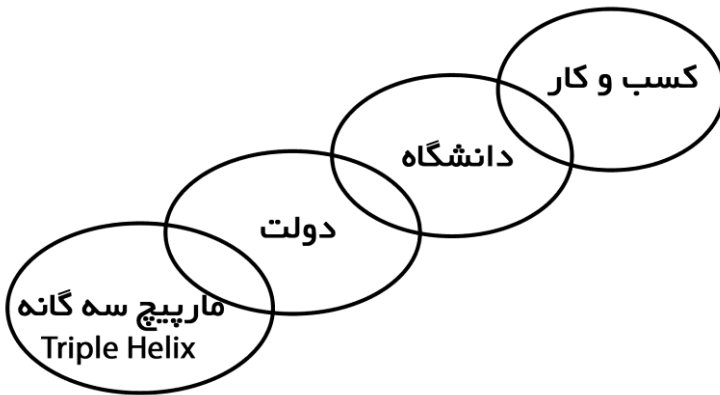 کسب و کار
دانشگاه
دولت
مارپیچ سه گانه
Triple Helix